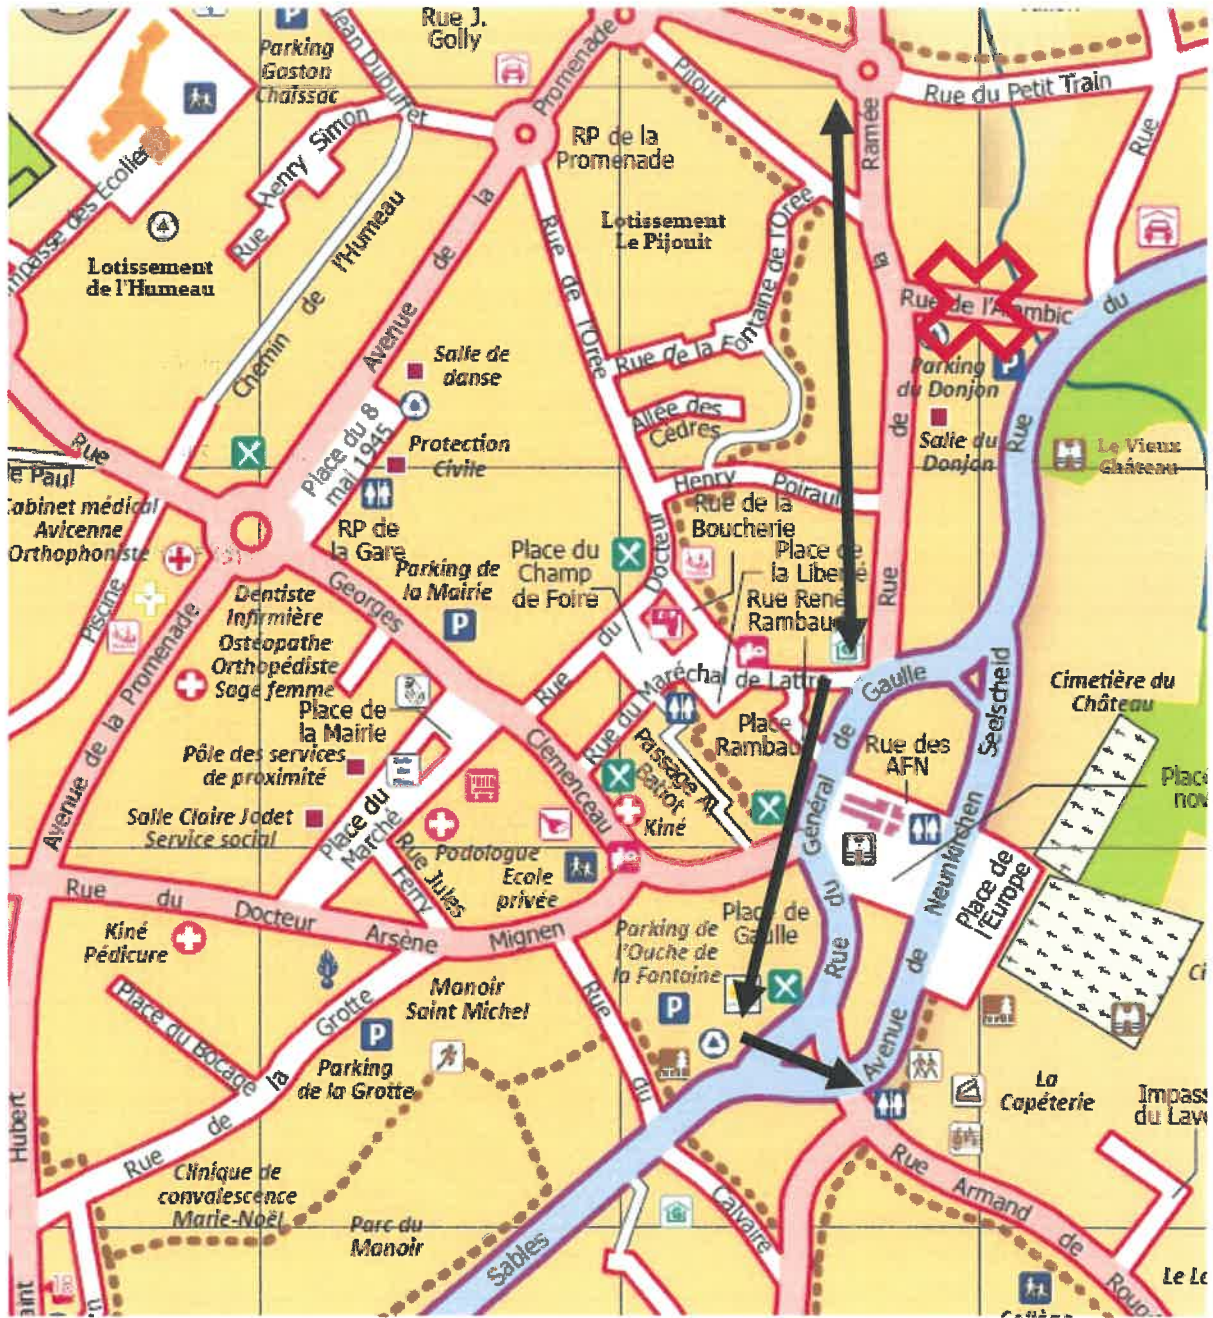 Rue J.
Golly
Parking
Gaston
Chaissac
Jean Dubuffet
Promenade
Pijouit
Rue du Petit Train
Rue
Ramée
RP de la
Promenade
Henry Simon
Rue
Lotissement
de l'Humeau
Chemin de l'Humeau
Avenue de la
Rue de l'Orée
Lotissement
Le Pijouit
Rue de la Fontaine de l'Orée
la
Rue de l'
mbic
du
Parking
du Donjon
Salle du
Donjon
Rue
Le Vieux
Château
de
Salle de
danse
Place du 8
mai 1945
Protection
Civile
Allée des
Cèdres
Henry
Poirault
Rue de la
Boucherie
Rue
le Paul
Cabinet médical
Avicenne
Orthophoniste
RP de
la Gare
Parking de
la Mairie
Place du
Champ
de Foire
Docteur
Place de
la Liberté
Rue René
Rambaud
Rue
Piscine
Georges
Dentiste
Infirmière
Ostéopathe
Orthopédiste
Sage femme
Place de
la Mairie
Rue du
Rue du Maréchal de Lattre
Gaulle
Seelscheid
Cimetière du
Château
Avenue de la Promenade
Pôle des services
de proximité
Clemenceau
Passage
Place
Rambau
de
Rue des
AFN
Place
nov
Salle Claire Jodet
Service social
Place du
Marché
Kiné
Général
Neunkirchen
Podologue
Ecole
privée
Rue Jules
Ferry
Place de
l'Europe
Rue du Docteur Arsène Mignen
Kiné
Pédicure
Place de
Gaulle
Parking de
l'Ouche de
la Fontaine
du
Rue
de
Place du Bocage
Manoir
Saint Michel
Rue
Avenue
Parking
de la Grotte
Rue de la Grotte
du
La
Capéterie
Impass
du Lav
Hubert
Clinique de
convalescence
Marie-Noël
Parc du
Manoir
Calvaire
Rue Armand de
Sables
18
aint